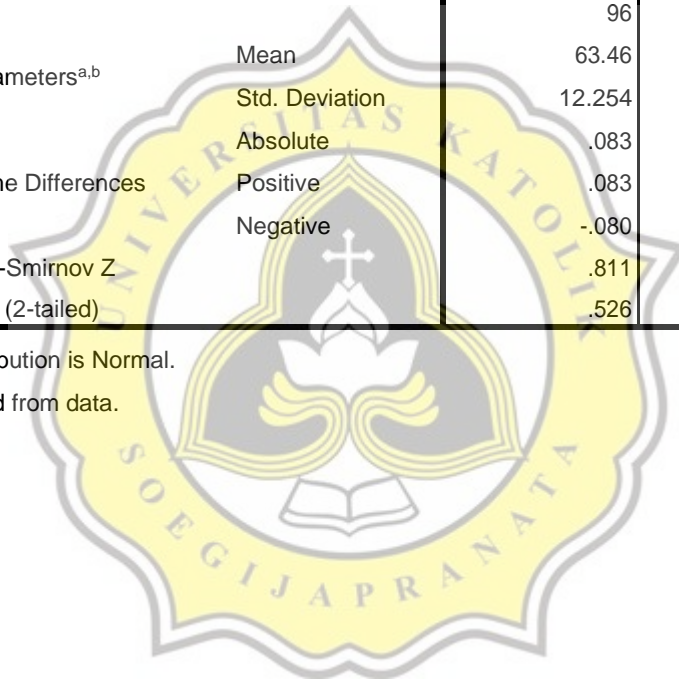 96
ameters a,b Mean 63.46
Std. Deviation 12.254
Absolute .083
ne Differences Positive .083
Negative -.080
-Smirnov Z .811
(2-tailed) .526
bution is Normal.
d from data.
UNIVERSITAS KATOLIK
SOEGIJAPRANATA